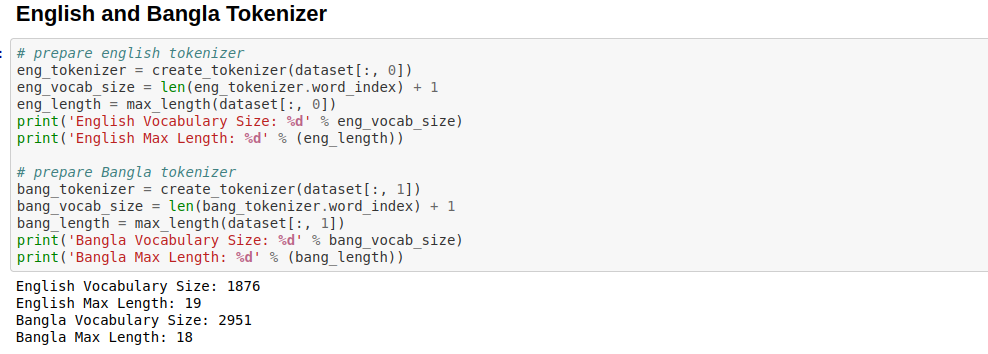 English and Bangla Tokenizer
:
# prepare english tokenizer
eng_tokenizer = create_tokenizer(dataset[:, 0])
eng_vocab_size = len(eng_tokenizer.word_index) + 1
eng_length = max_length(dataset[:, 0])
print('English Vocabulary Size: %d' % eng_vocab_size)
print('English Max Length: %d' % (eng_length))
# prepare Bangla tokenizer
bang_tokenizer = create_tokenizer(dataset[:, 1])
bang_vocab_size = len(bang_tokenizer.word_index) + 1
bang_length = max_length(dataset[:, 1])
print('Bangla Vocabulary Size: %d' % bang_vocab_size)
print('Bangla Max Length: %d' % (bang_length))
English Vocabulary Size: 1876
English Max Length: 19
Bangla Vocabulary Size: 2951
Bangla Max Length: 18